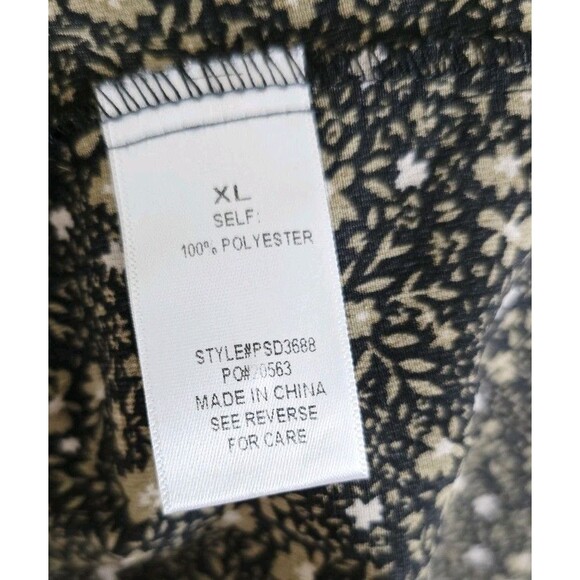 XL
SELF:
100% POLYESTER
STYLE#PSD3688
PO#20563
MADE IN CHINA
SEE REVERSE
FOR CARE